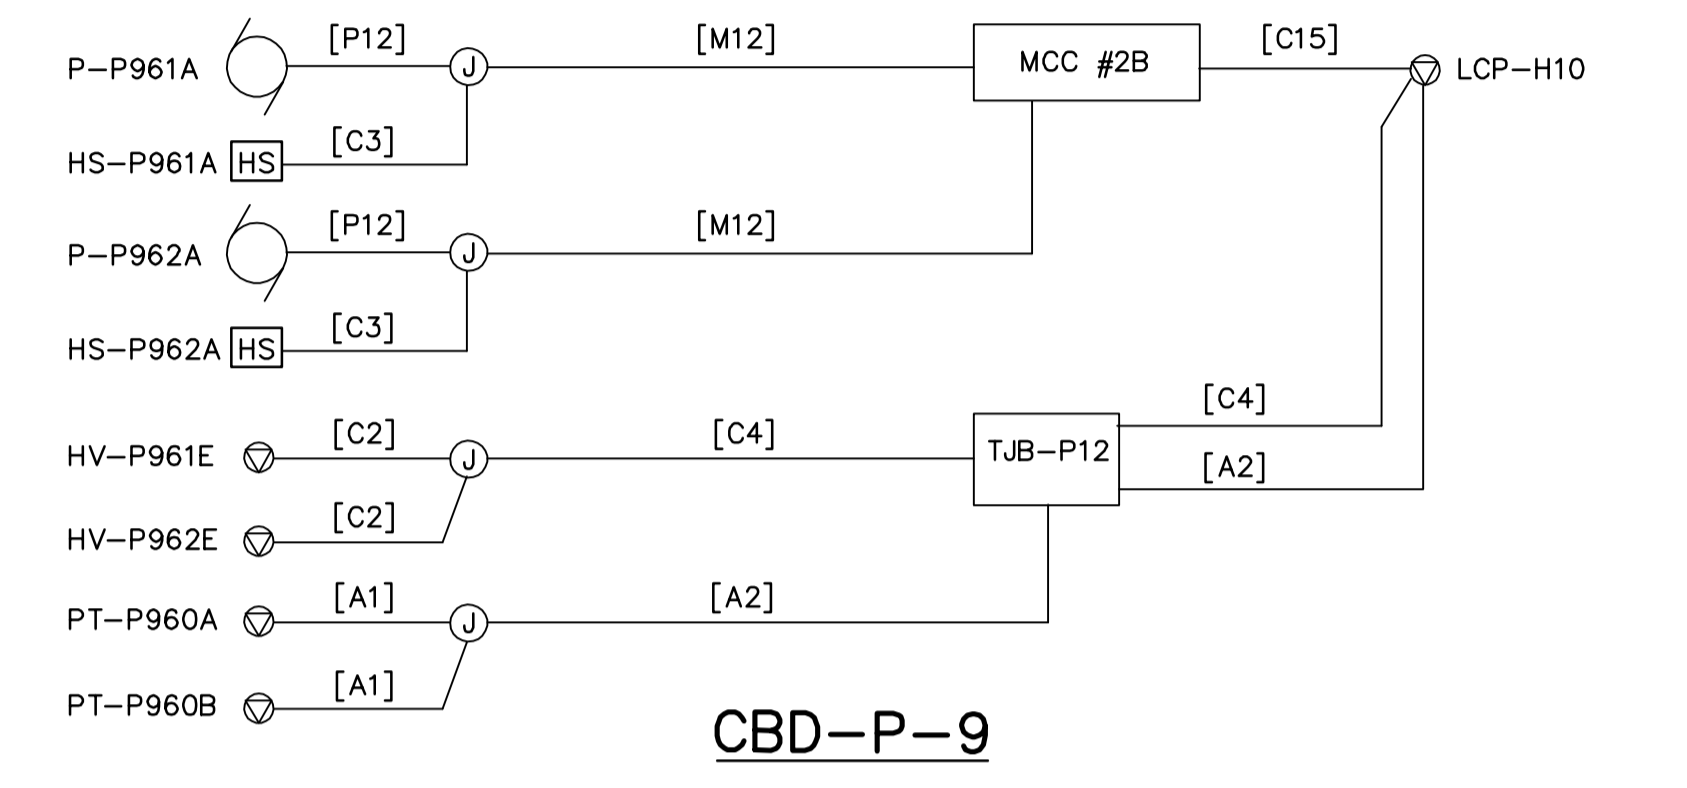 [P12]
[M12]
[C15]
P-P961A
J
MCC #2B
LCP-H10
[C3]
HS-P961A HS
[P12]
[M12]
P-P962A
J
[C3]
HS-P962A HS
[C4]
[C2]
[C4]
HV-P961E
J
TJB-P12
[A2]
[C2]
HV-P962E
[A1]
[A2]
PT-P960A
J
[A1]
PT-P960B
CBD-P-9